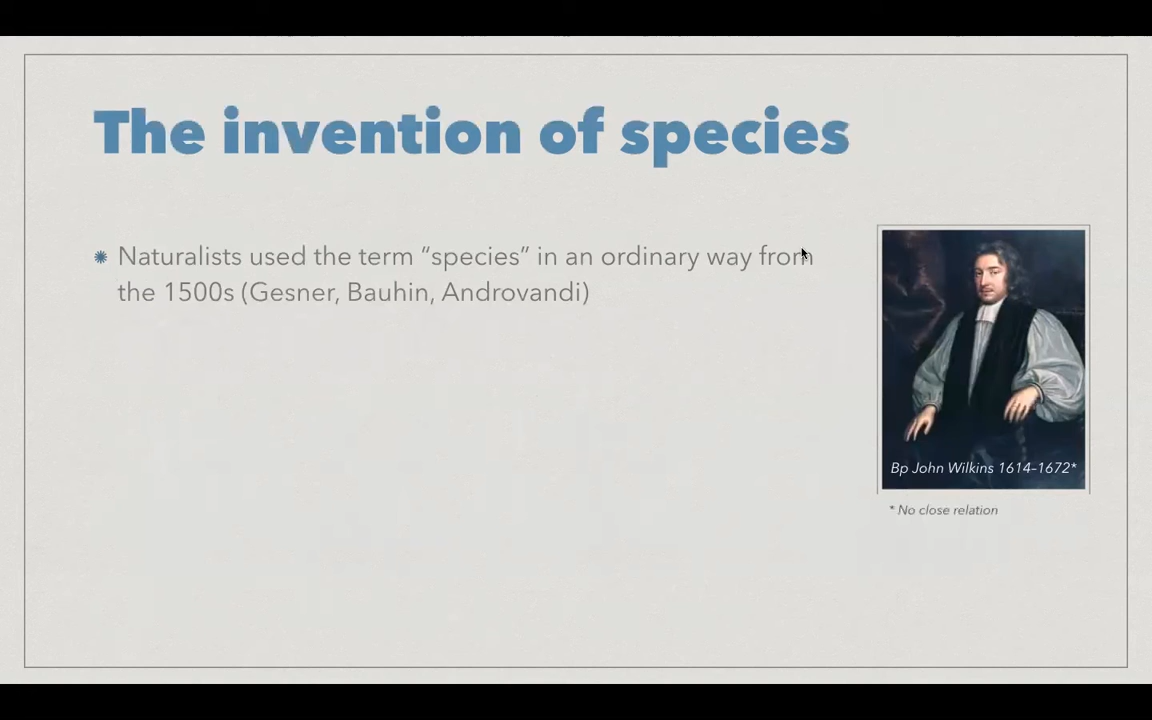 The invention of species
Naturalists used the term “species” in an ordinary way from
the 1500s (Gesner, Bauhin, Androvandi)
Bp John Wilkins 1614–1672*
* No close relation